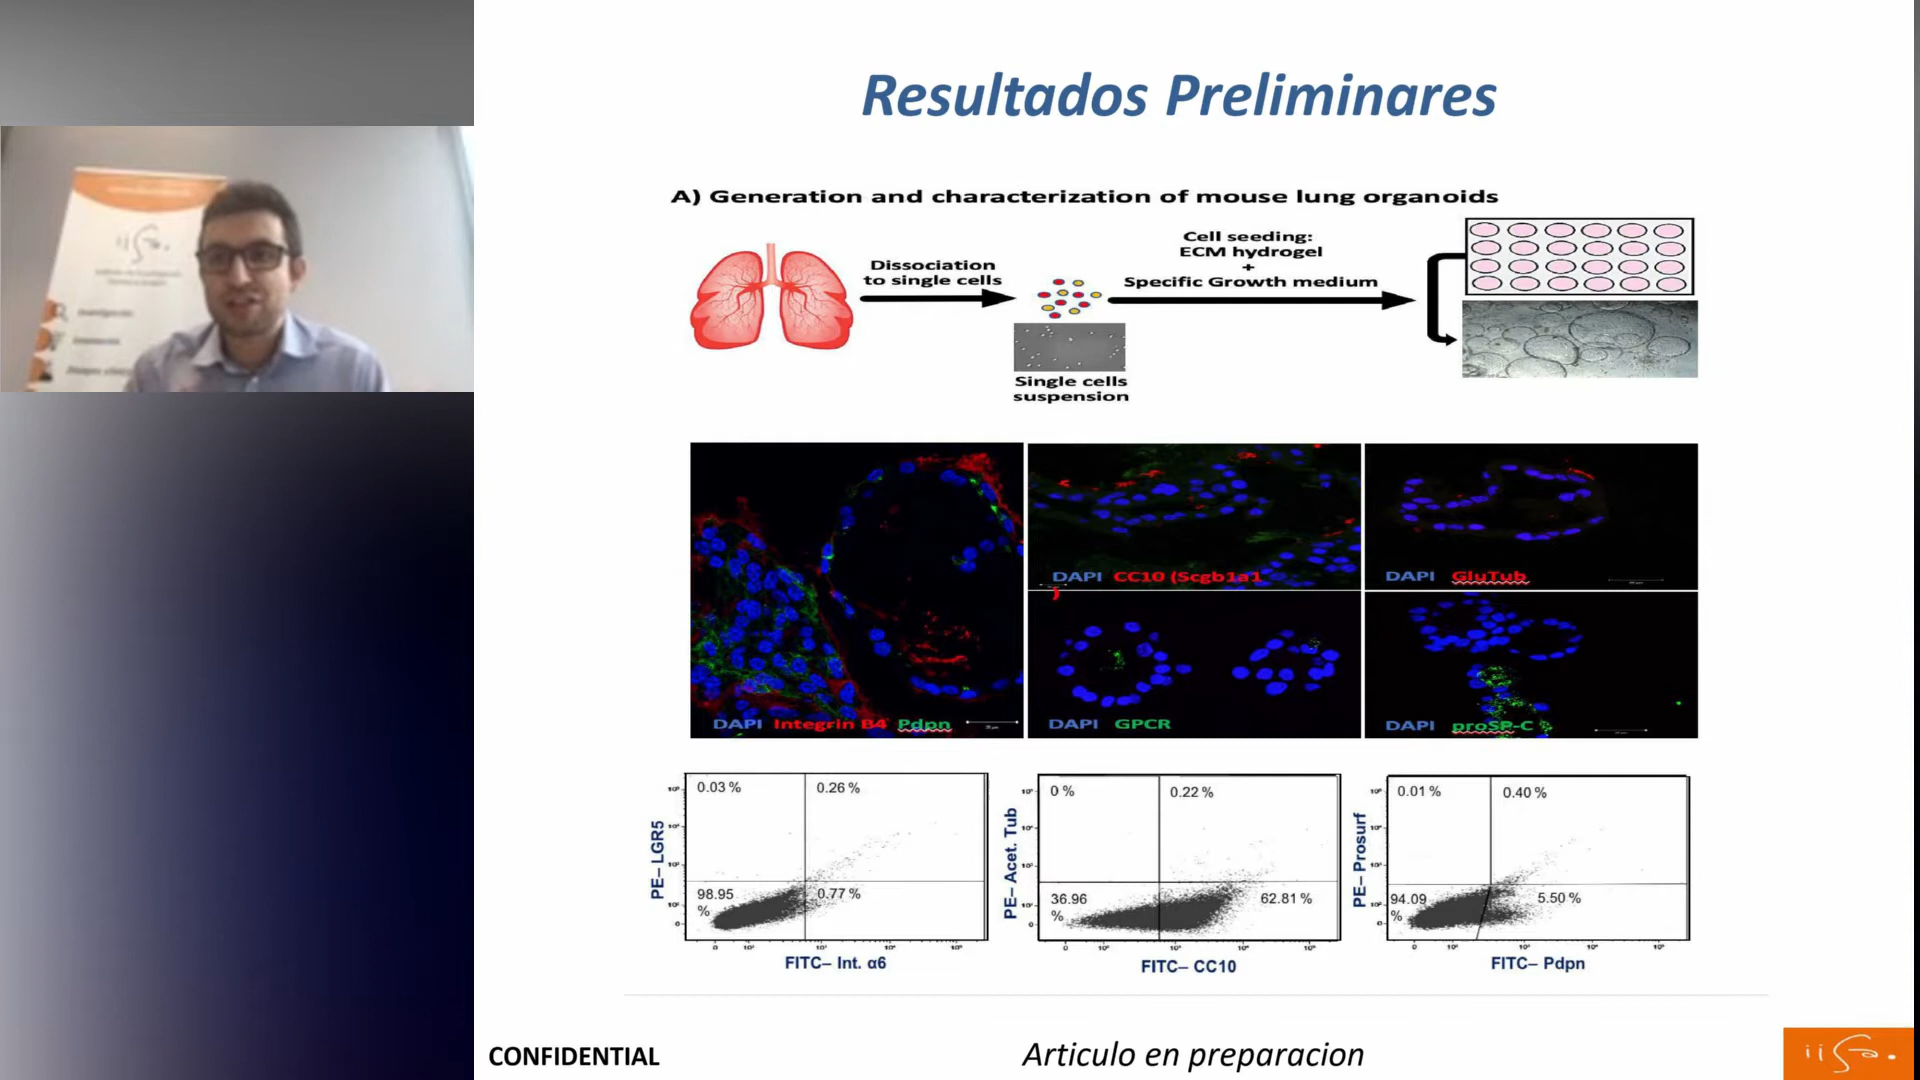 Resultados Preliminares
A) Generation and characterization of mouse lung organoids
Dissociation
to single cells
Cell seeding:
ECM hydrogel
+
Specific Growth medium
Single cells
suspension
DAPI Integrin B4 Pdpn
DAPI CC10 (Scgb1a1
)
DAPI GluTub
DAPI GPCR
DAPI proSP-C
PE– LGR5
0.03 %
0.26 %
98.95
%
0.77 %
FITC– Int. α6
PE– Acet. Tub
0 %
0.22 %
36.96
%
62.81 %
FITC– CC10
PE– Prosurf
0.01 %
0.40 %
94.09
%
5.50 %
FITC– Pdpn
CONFIDENTIAL
Articulo en preparacion